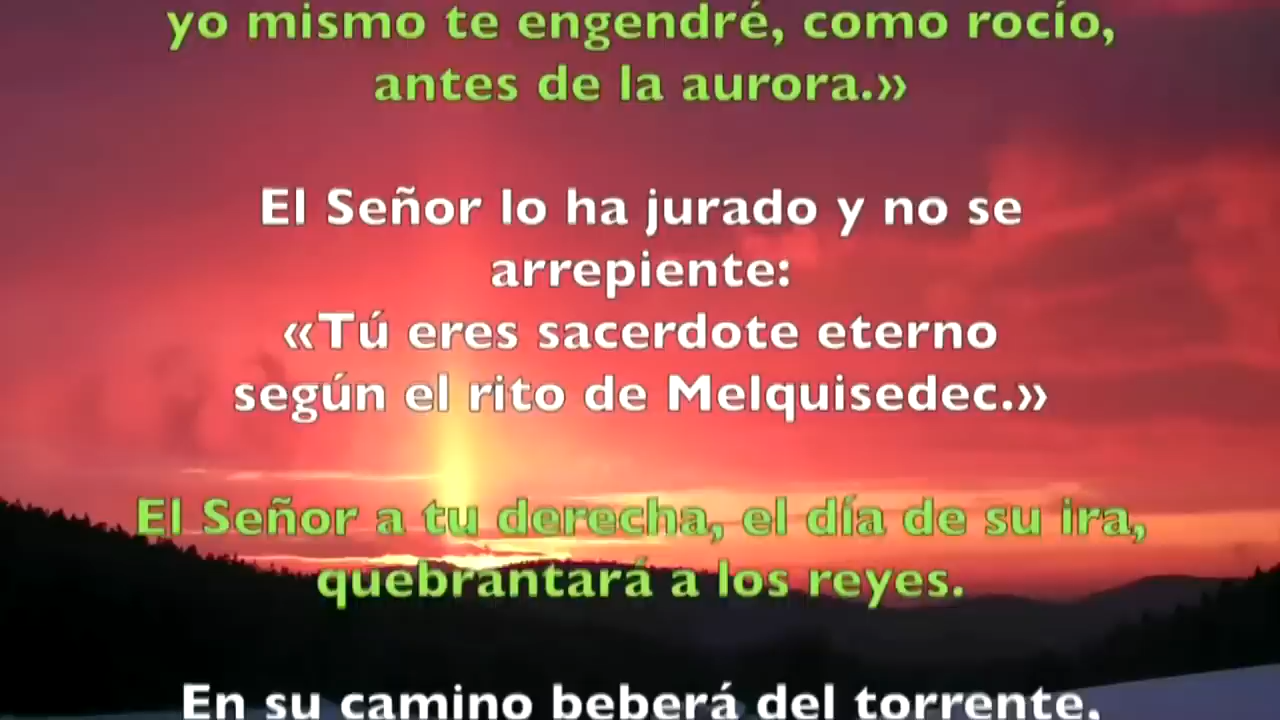 yo mismo te engendré, como rocío,
antes de la aurora.»
El Señor lo ha jurado y no se
arrepiente:
«Tú eres sacerdote eterno
según el rito de Melquisedec.»
El Señor a tu derecha, el día de su ira,
quebrantará a los reyes.
En su camino beberá del torrente,